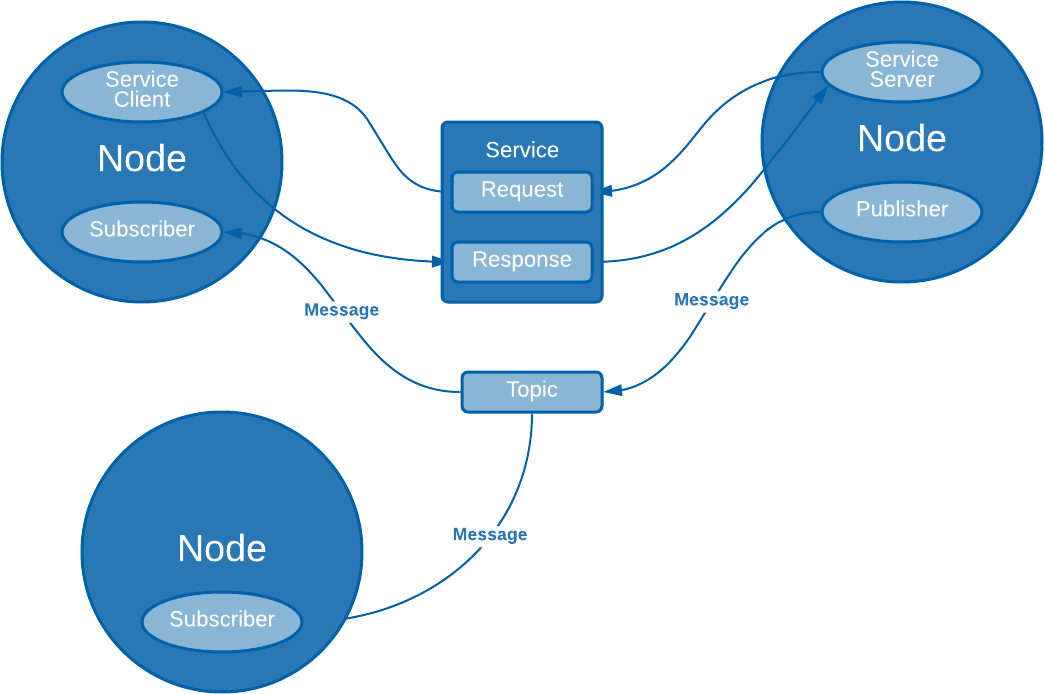 Service
Client
Node
Subscriber
Service
Request
Response
Service
Server
Node
Publisher
Message
Message
Topic
Message
Node
Subscriber